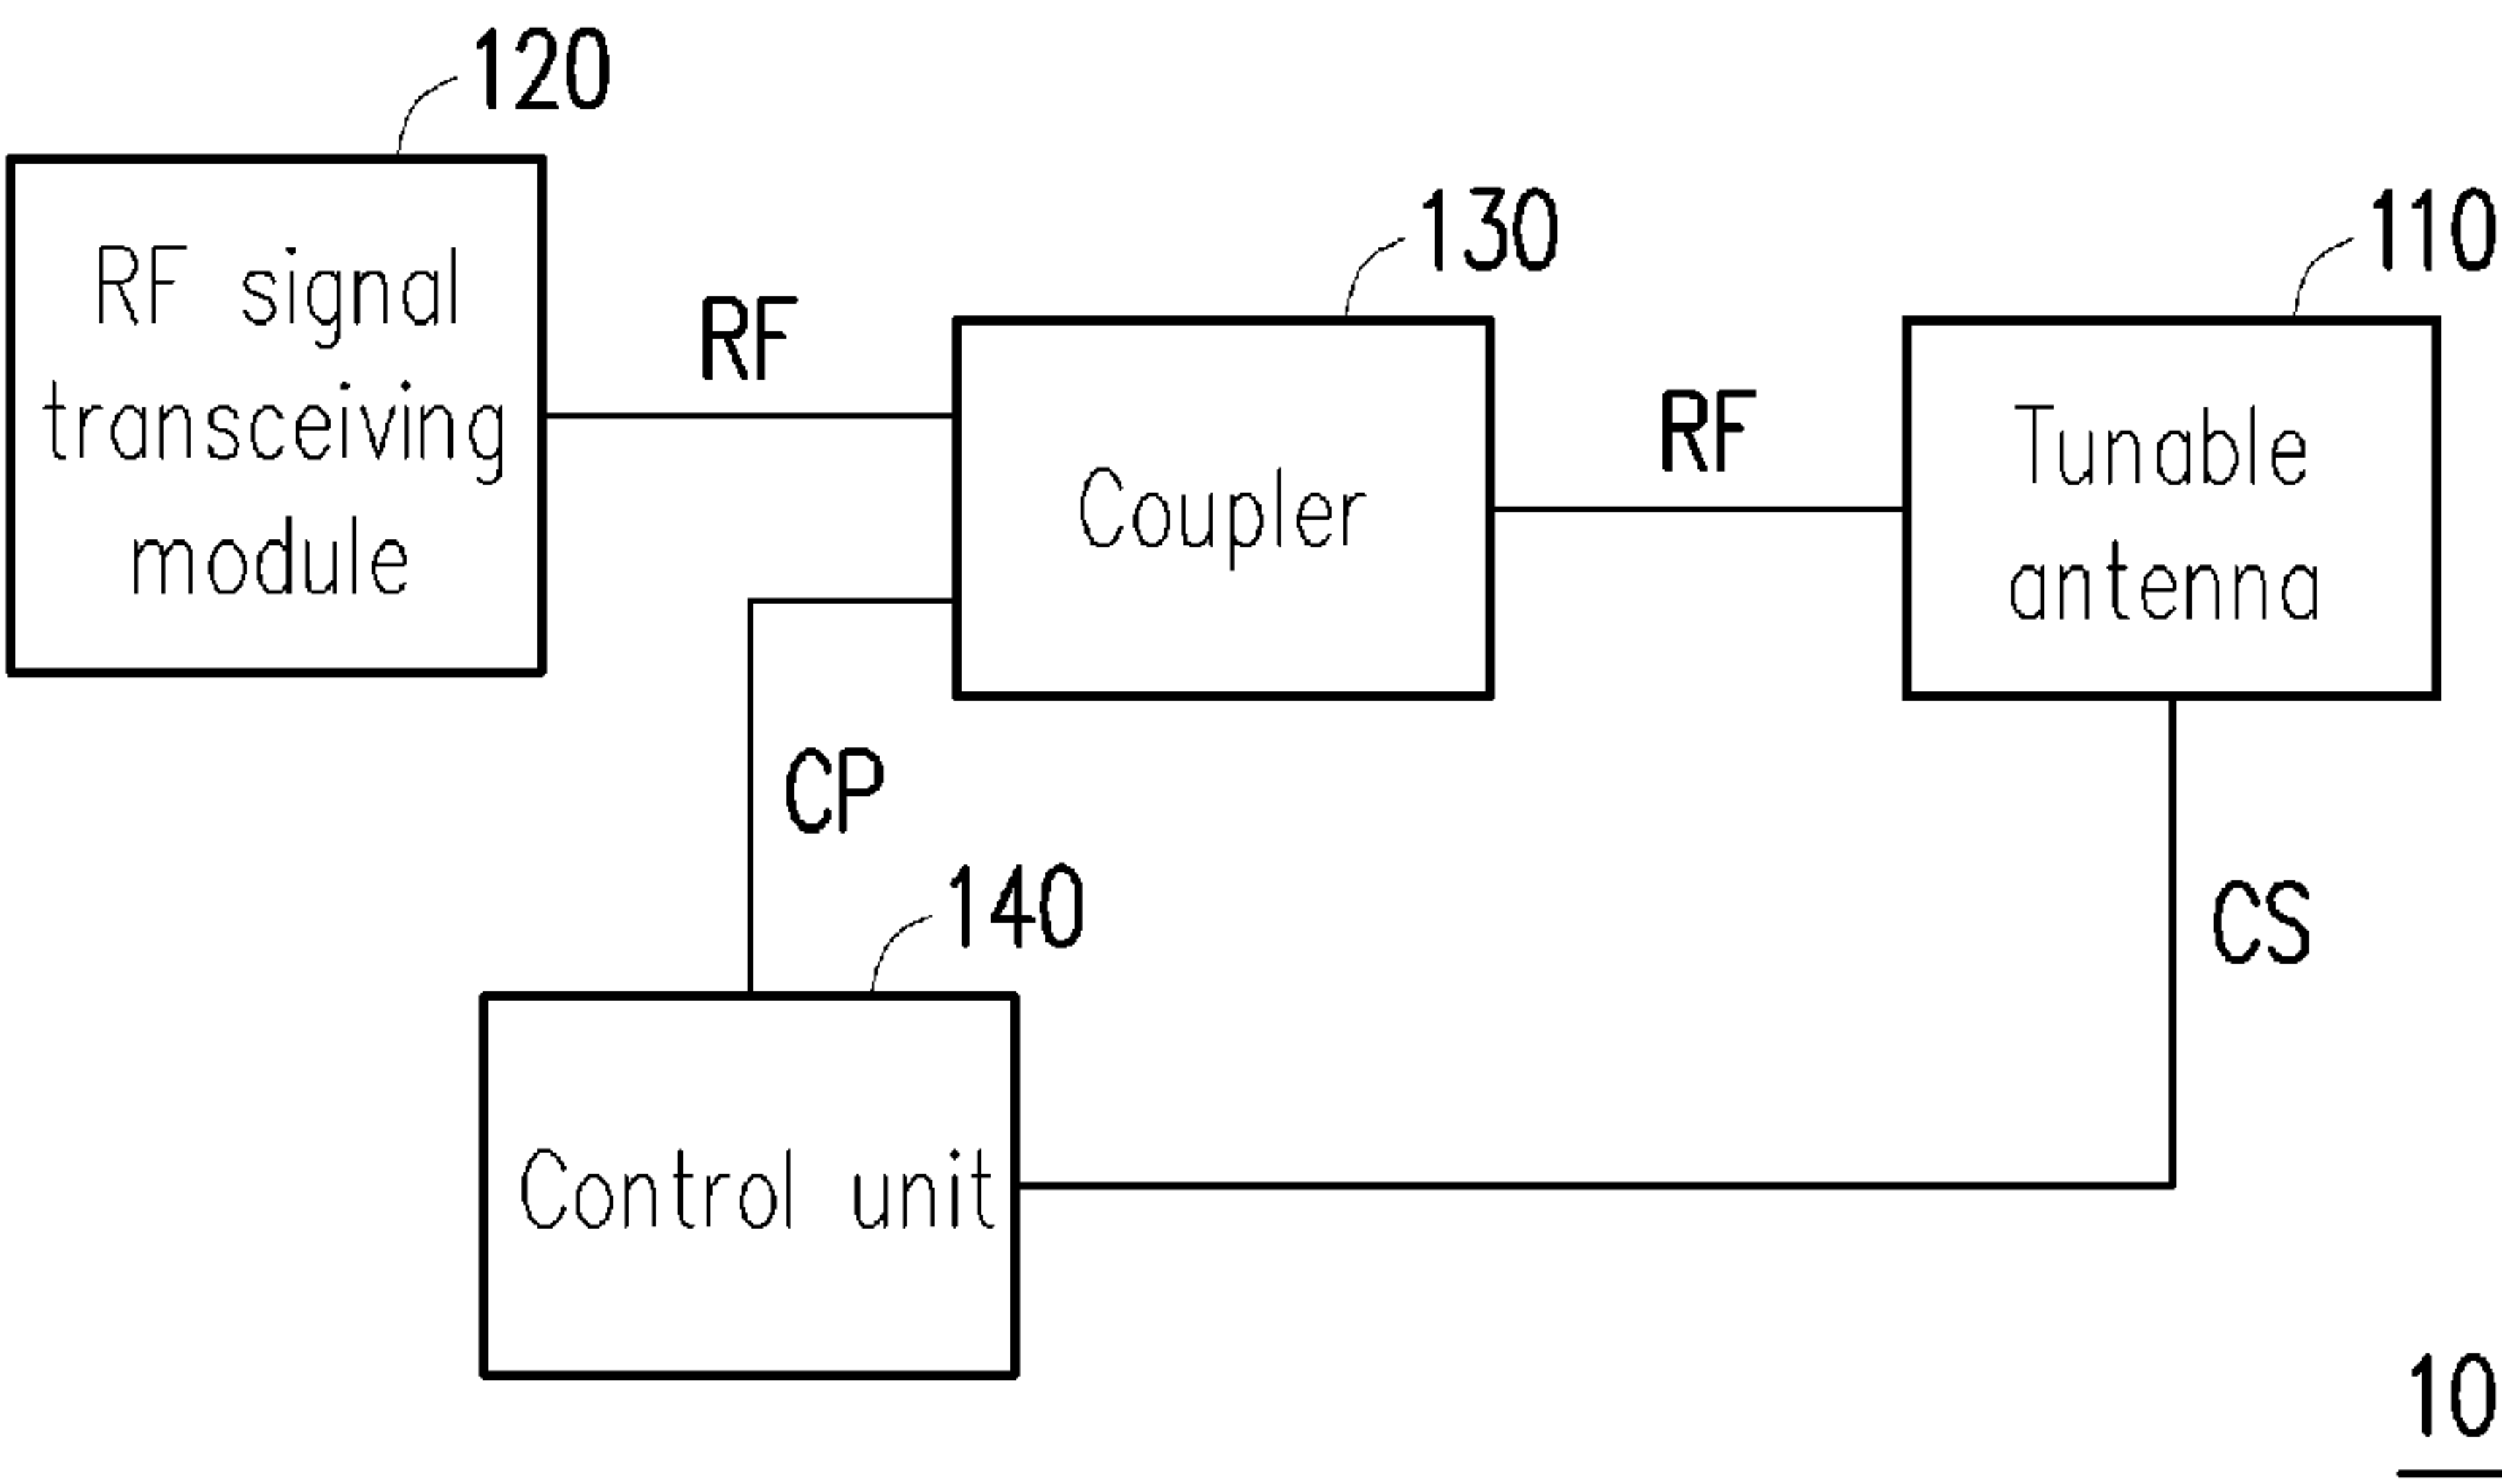 120
130
110
RF signal
transceiving
module
RF
Coupler
RF
Tunable
antenna
CP
CS
140
Control unit
10